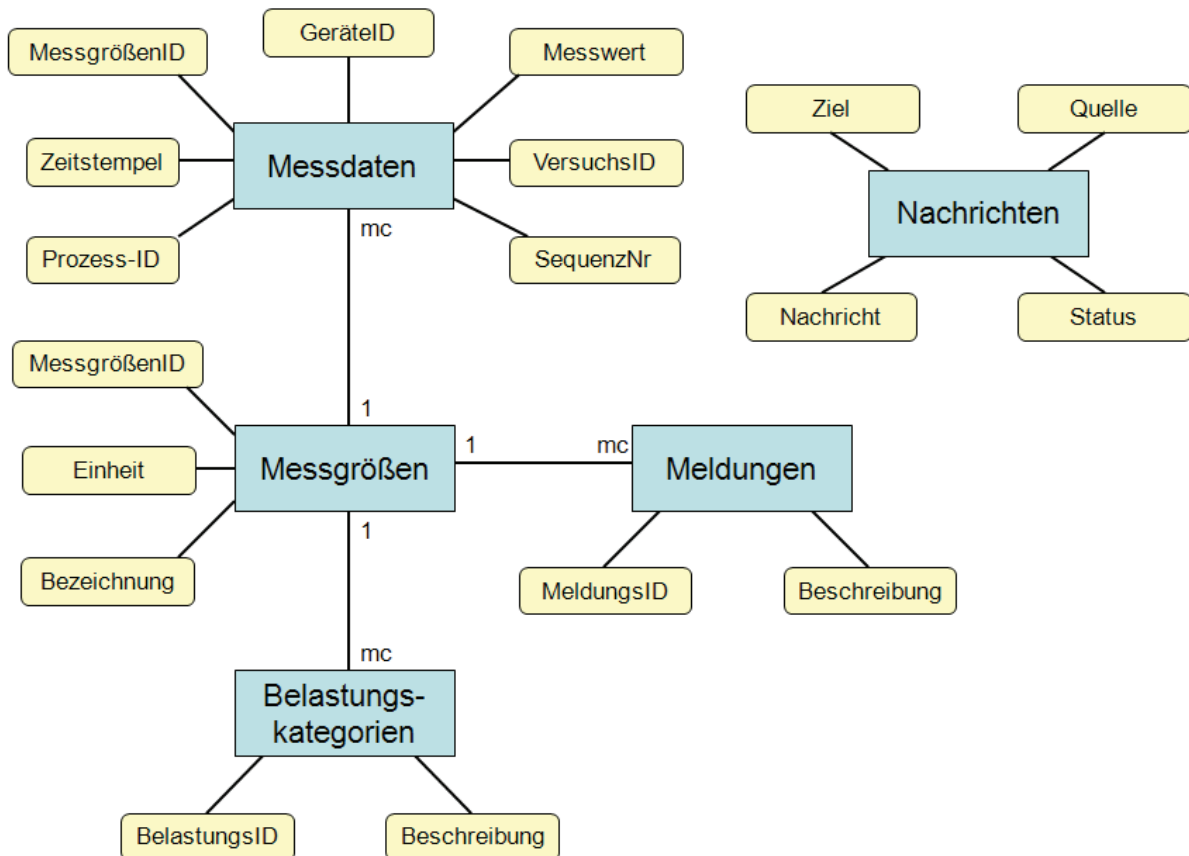 GeräteID
MessgrößenID
Messwert
Ziel
Quelle
Zeitstempel
Messdaten
VersuchsID
Nachrichten
mc
Prozess-ID
SequenzNr
Nachricht
Status
MessgrößenID
1
Einheit
Messgrößen
1
mc
Meldungen
1
Bezeichnung
MeldungsID
Beschreibung
mc
Belastungs-
kategorien
BelastungsID
Beschreibung